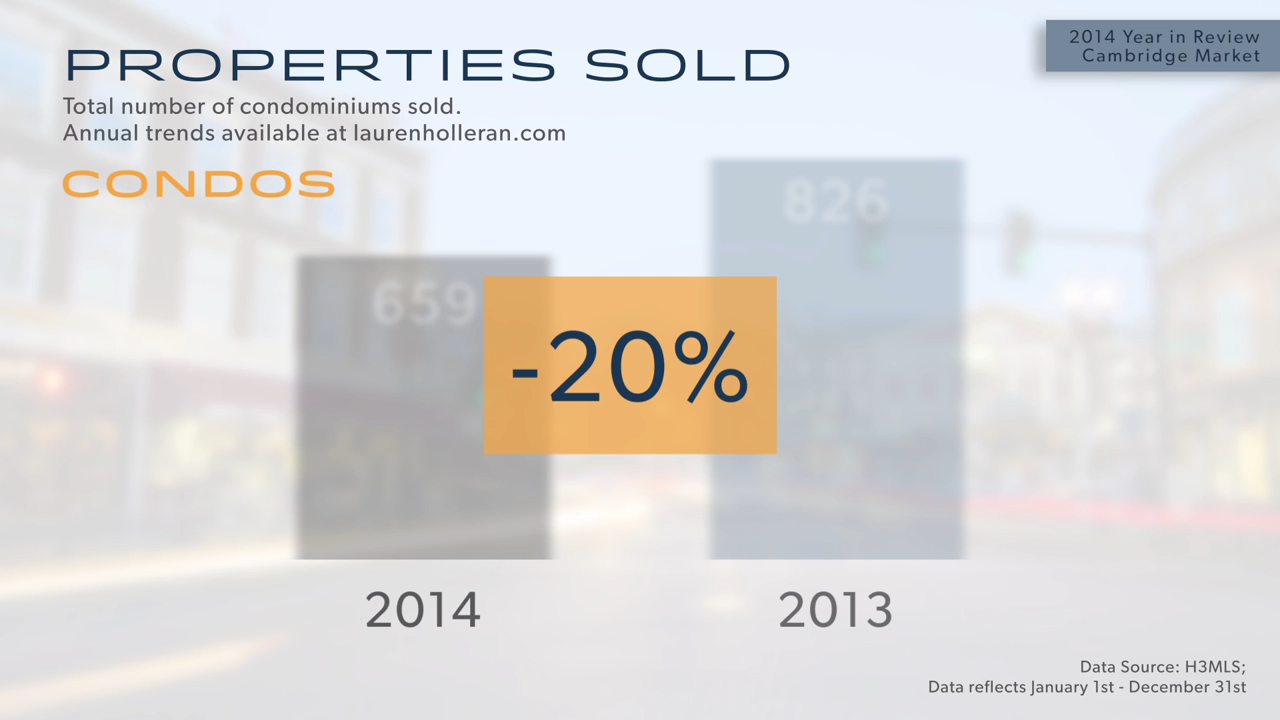 PROPERTIES SOLD
2014 Year in Review
Cambridge Market
Total number of condominiums sold.
Annual trends available at laurenholleran.com
CONDOS
826
659
-20%
2014
2013
Data Source: H3MLS;
Data reflects January 1st - December 31st